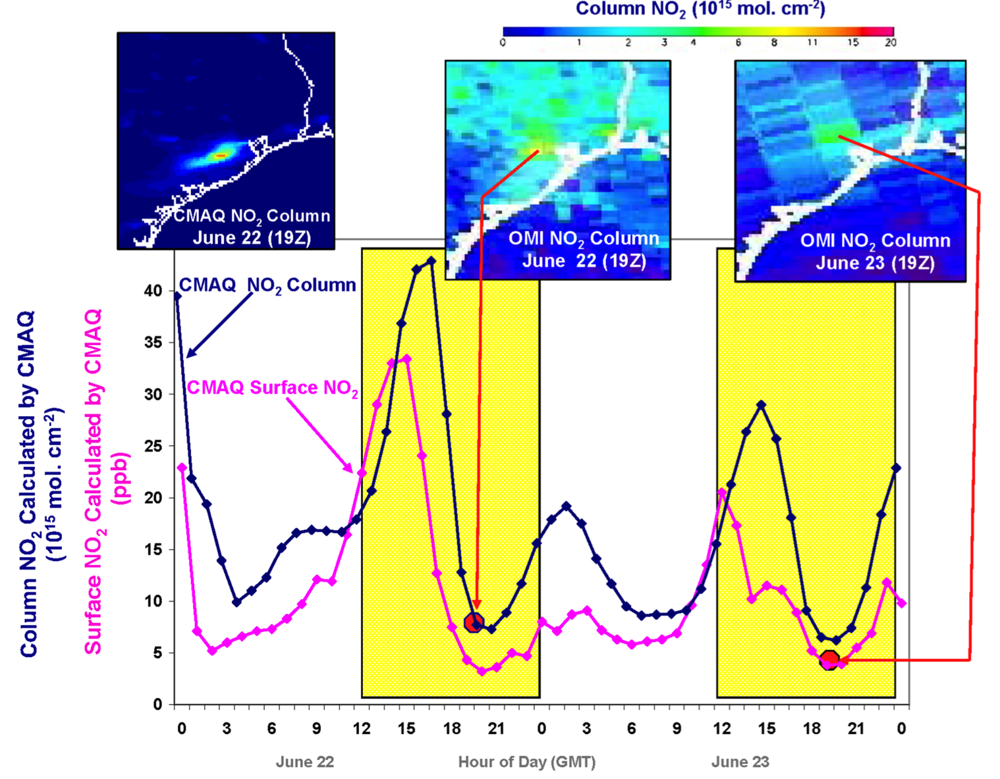 Column NO2 (10^15 mol. cm^-2)
0 1 2 3 4 6 8 11 15 20
CMAQ NO2 Column
June 22 (19Z)
OMI NO2 Column
June 22 (19Z)
OMI NO2 Column
June 23 (19Z)
Column NO2 Calculated by CMAQ
(10^15 mol. cm^-2)
Surface NO2 Calculated by CMAQ
(ppb)
CMAQ NO2 Column
CMAQ Surface NO2
40
35
30
25
20
15
10
5
0
0 3 6 9 12 15 18 21 0 3 6 9 12 15 18 21 0
June 22 Hour of Day (GMT) June 23